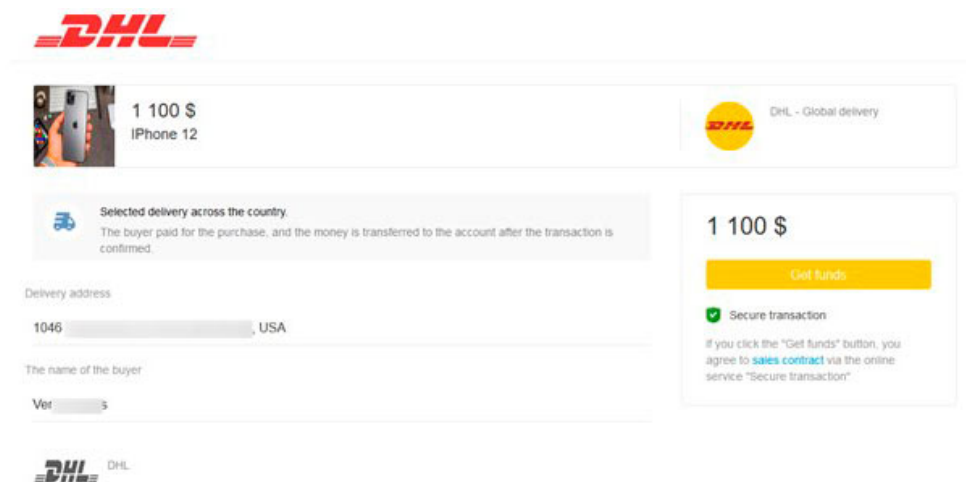 DHL
1 100 $
IPhone 12
DHL
DHL - Global delivery
Selected delivery across the country.
The buyer paid for the purchase, and the money is transferred to the account after the transaction is
confirmed.
1 100 $
Get funds
Secure transaction
If you click the "Get funds" button, you
agree to sales contract via the online
service "Secure transaction"
Delivery address
1046 , USA
The name of the buyer
Ver s
DHL
DHL